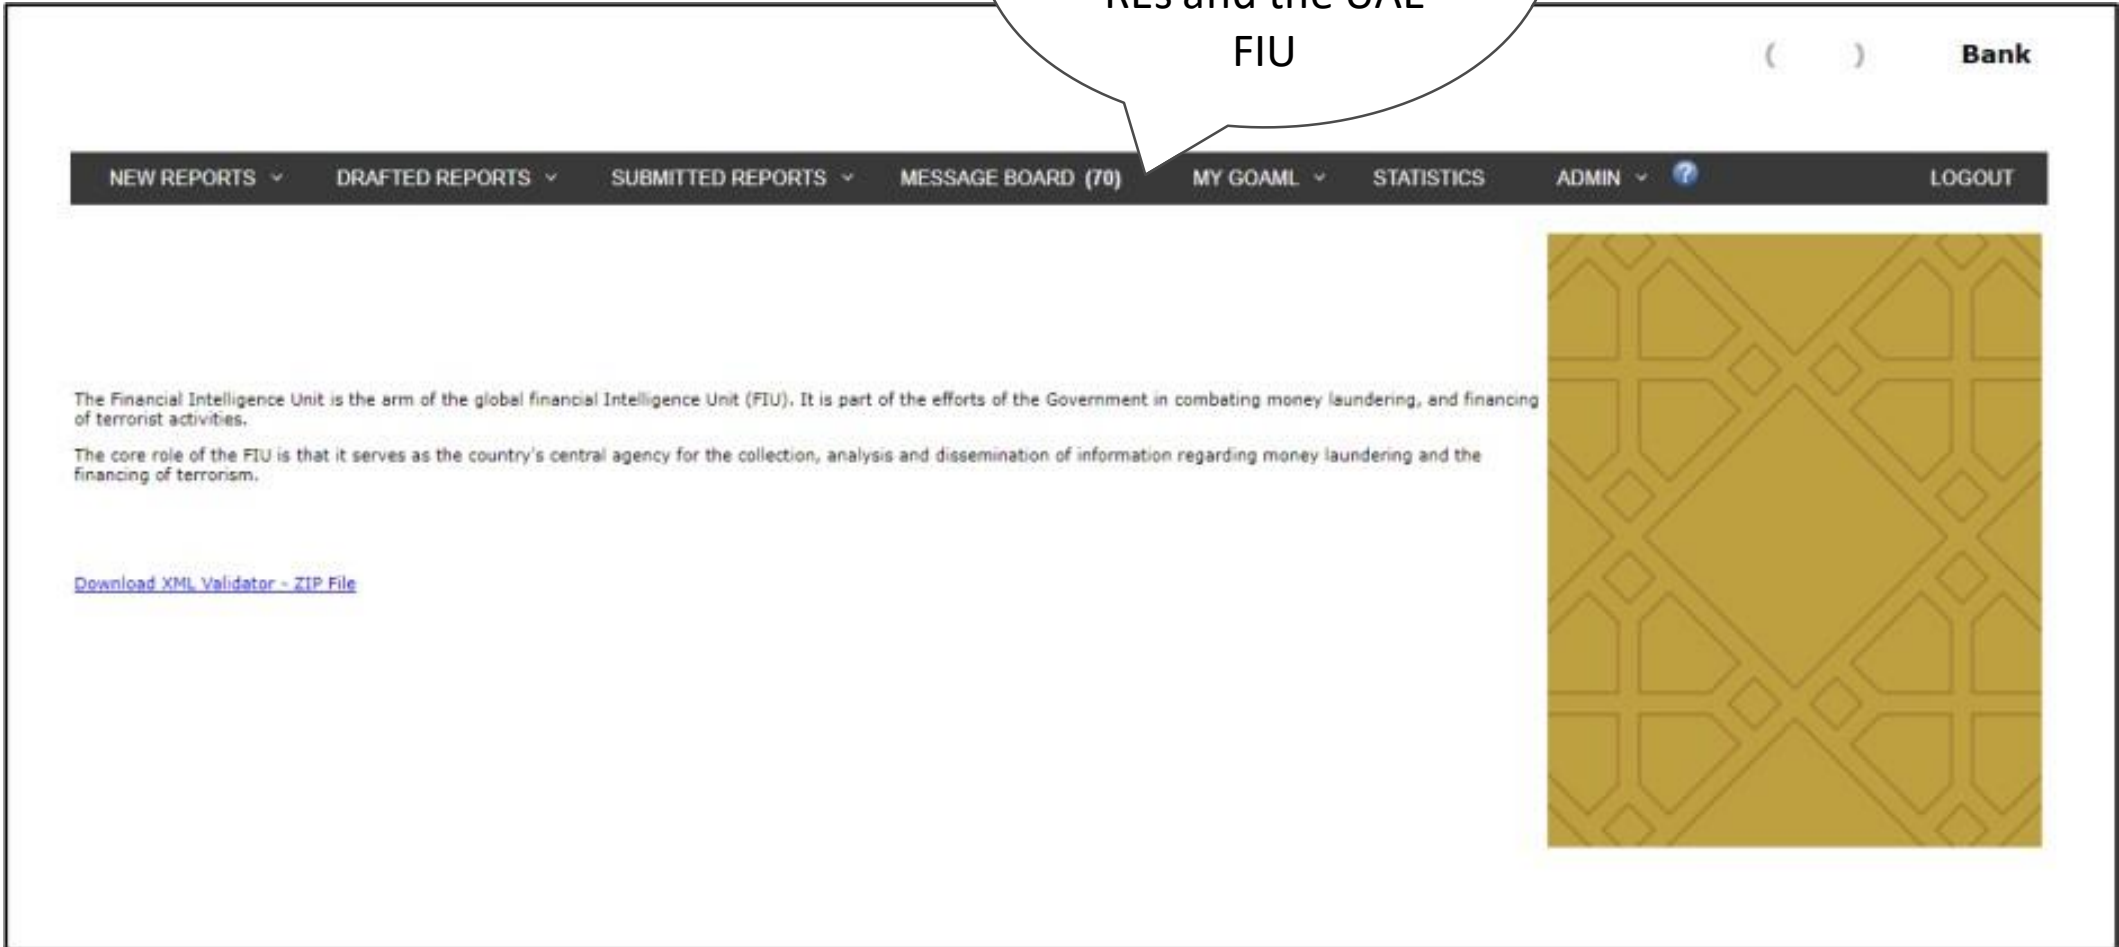 REs and the UAE
FIU
( ) Bank
NEW REPORTS DRAFTED REPORTS SUBMITTED REPORTS MESSAGE BOARD (70) MY GOAML STATISTICS ADMIN ? LOGOUT
The Financial Intelligence Unit is the arm of the global financial Intelligence Unit (FIU). It is part of the efforts of the Government in combating money laundering, and financing
of terrorist activities.
The core role of the FIU is that it serves as the country's central agency for the collection, analysis and dissemination of information regarding money laundering and the
financing of terrorism.
Download XML Validator - ZIP File